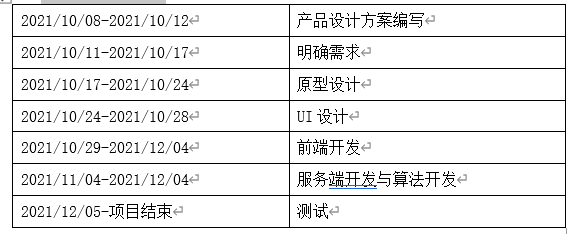 2021/10/08-2021/10/12 产品设计方案编写
2021/10/11-2021/10/17 明确需求
2021/10/17-2021/10/24 原型设计
2021/10/24-2021/10/28 UI 设计
2021/10/29-2021/12/04 前端开发
2021/11/04-2021/12/04 服务端开发与算法开发
2021/12/05-项目结束 测试